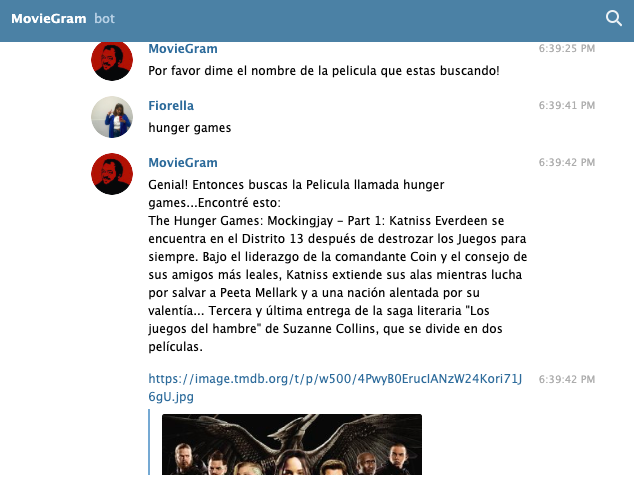 MovieGram bot
MovieGram 6:39:25 PM
Por favor dime el nombre de la pelicula que estas buscando!
Fiorella 6:39:41 PM
hunger games
MovieGram 6:39:42 PM
Genial! Entonces buscas la Pelicula llamada hunger
games...Encontré esto:
The Hunger Games: Mockingjay - Part 1: Katniss Everdeen se
encuentra en el Distrito 13 después de destrozar los Juegos para
siempre. Bajo el liderazgo de la comandante Coin y el consejo de
sus amigos más leales, Katniss extiende sus alas mientras lucha
por salvar a Peeta Mellark y a una nación alentada por su
valentía... Tercera y última entrega de la saga literaria "Los
juegos del hambre" de Suzanne Collins, que se divide en dos
películas.
https://image.tmdb.org/t/p/w500/4PwyB0ErucIANzW24Kori71J 6:39:42 PM
6gU.jpg